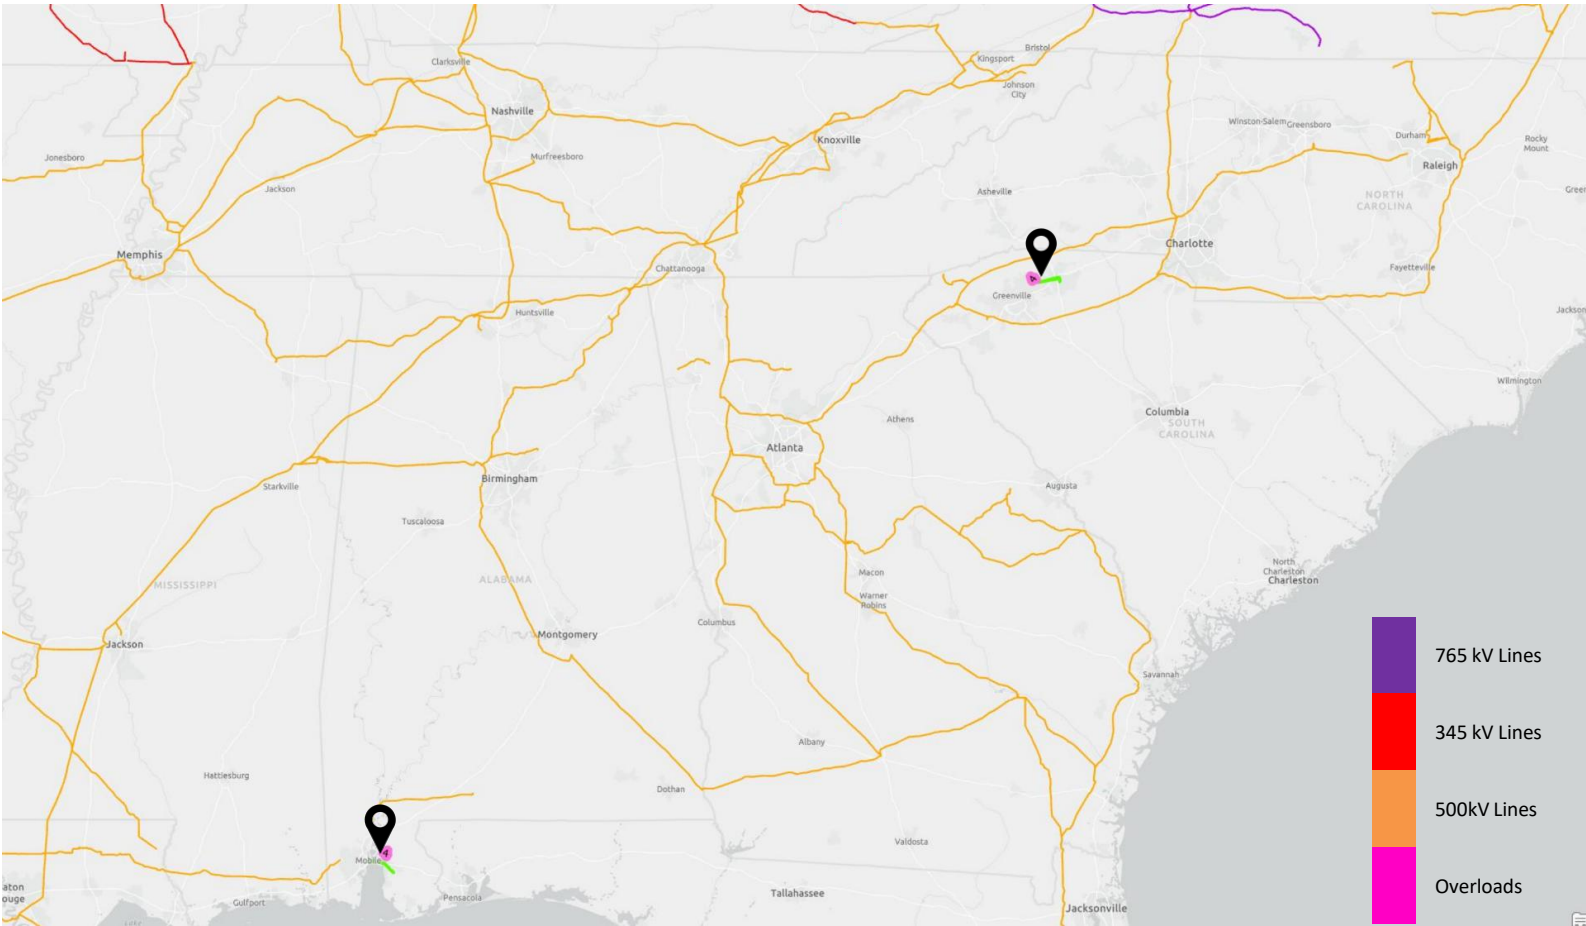 Bristol
Clarksville
Kingsport
Johnson
City
Nashville
Winston-Salem
Greensboro
Knoxville
Durham
Rocky
Mount
Jonesboro
Murfreesboro
Raleigh
Jackson
Asheville
NORTH
CAROLINA
Memphis
Charlotte
Chattanooga
Fayetteville
Greenville
Huntsville
Jackson
Wilmington
Columbia
SOUTH
CAROLINA
Athens
Atlanta
Birmingham
Starkville
Augusta
Tuscaloosa
North
Charleston
Charleston
Macon
ALABAMA
MISSISSIPPI
Warner
Robins
Columbus
Montgomery
Jackson
765 kV Lines
Savannah
345 kV Lines
Albany
Hattiesburg
Dothan
500kV Lines
Valdosta
Mobile
Overloads
Tallahassee
Pensacola
Gulfport
Jacksonville